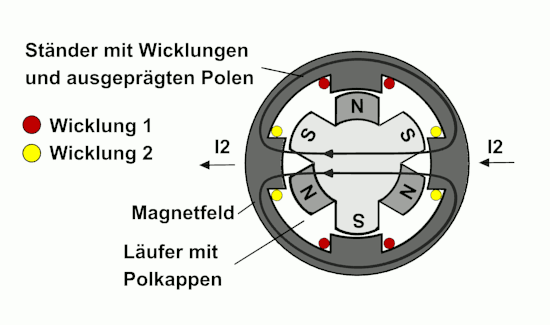 Ständer mit Wicklungen
und ausgeprägten Polen
Wicklung 1
Wicklung 2
I2
I2
N
S
S
N
N
S
Magnetfeld
Läufer mit
Polkappen